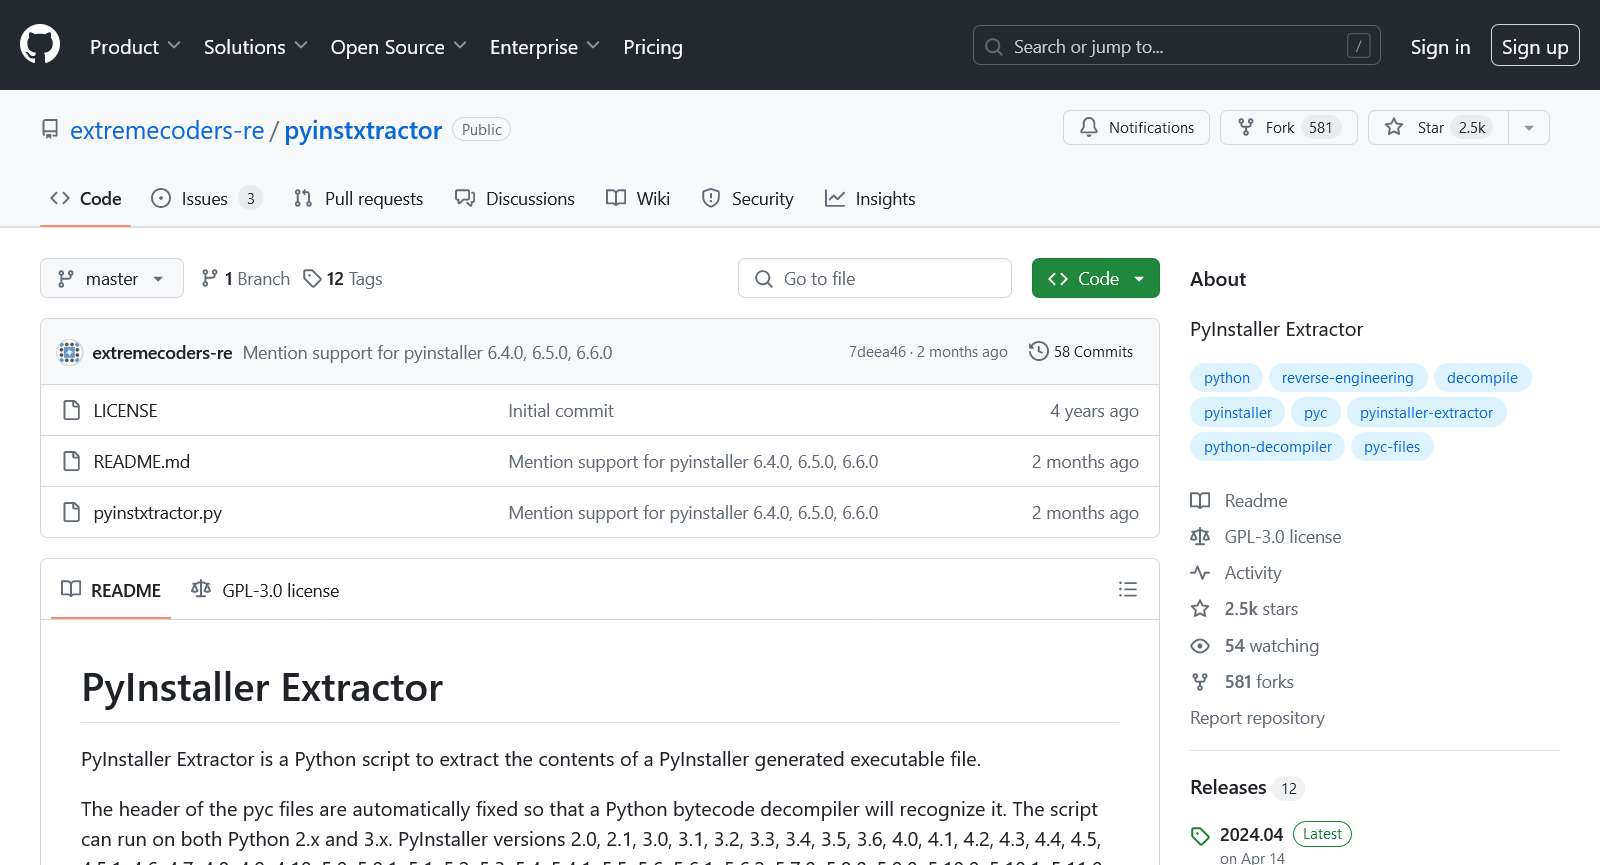 Product Solutions Open Source Enterprise Pricing Search or jump to... / Sign in Sign up
extremecoders-re / pyinstxtractor Public Notifications Fork 581 Star 2.5k
Code Issues 3 Pull requests Discussions Wiki Security Insights
master 1 Branch 12 Tags Go to file Code
extremecoders-re Mention support for pyinstaller 6.4.0, 6.5.0, 6.6.0 7deea46 · 2 months ago 58 Commits
LICENSE Initial commit 4 years ago
README.md Mention support for pyinstaller 6.4.0, 6.5.0, 6.6.0 2 months ago
pyinstxtractor.py Mention support for pyinstaller 6.4.0, 6.5.0, 6.6.0 2 months ago
README GPL-3.0 license
PyInstaller Extractor
PyInstaller Extractor is a Python script to extract the contents of a PyInstaller generated executable file.
The header of the pyc files are automatically fixed so that a Python bytecode decompiler will recognize it. The script
can run on both Python 2.x and 3.x. PyInstaller versions 2.0, 2.1, 3.0, 3.1, 3.2, 3.3, 3.4, 3.5, 3.6, 4.0, 4.1, 4.2, 4.3, 4.4, 4.5,
About
PyInstaller Extractor
python reverse-engineering decompile
pyinstaller pyc pyinstaller-extractor
python-decompiler pyc-files
Readme
GPL-3.0 license
Activity
2.5k stars
54 watching
581 forks
Report repository
Releases 12
2024.04 Latest
on Apr 14